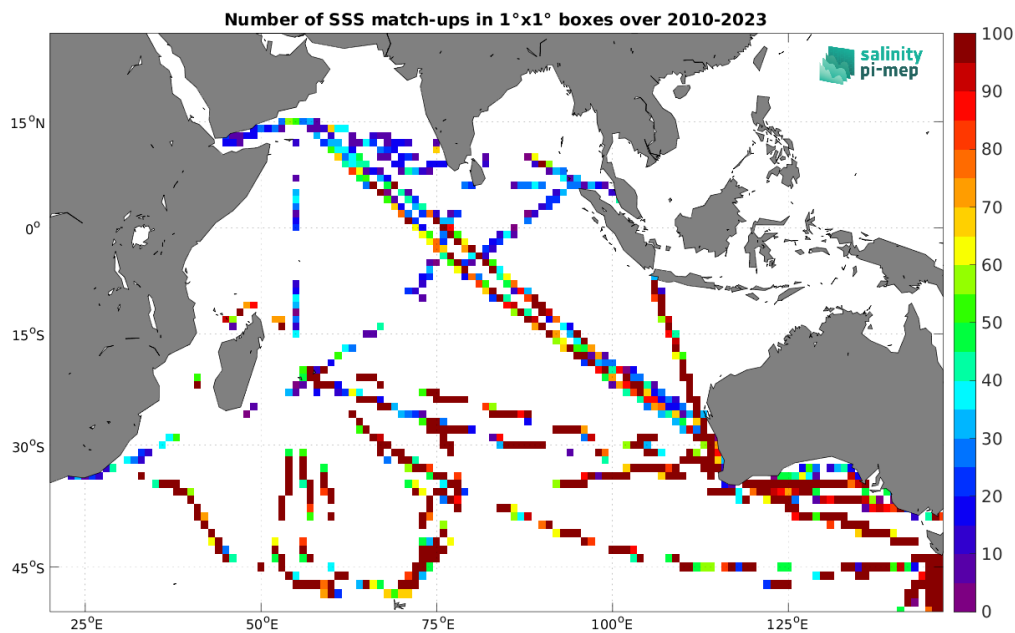 Number of SSS match-ups in 1°x1° boxes over 2010-2023
salinity
pi-mep
15°N
0°
15°S
30°S
45°S
25°E
50°E
75°E
100°E
125°E
100
90
80
70
60
50
40
30
20
10
0